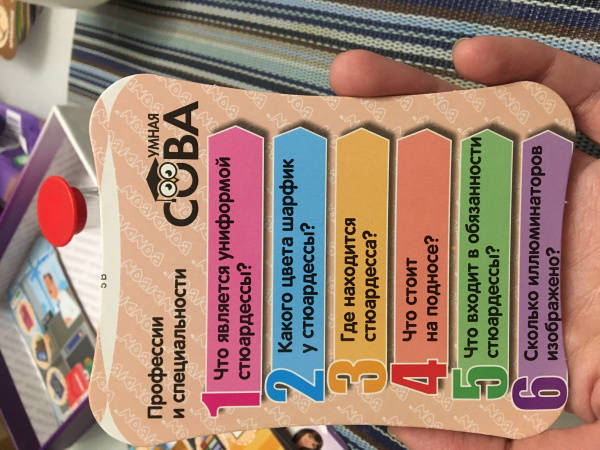 Профессии
и специальности
УМНАЯ
СОВА
1 Что является униформой
стюардессы?
2 Какого цвета шарфик
у стюардессы?
3 Где находится
стюардесса?
4 Что стоит
на подносе?
5 Что входит в обязанности
стюардессы?
6 Сколько иллюминаторов
изображено?